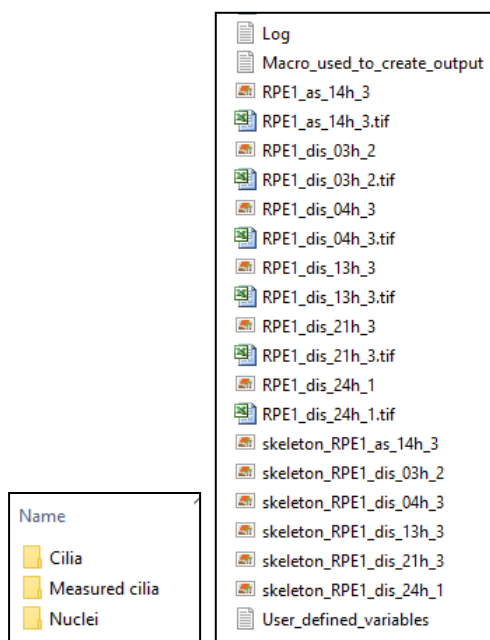 Name
Cilia
Measured cilia
Nuclei
Log
Macro_used_to_create_output
RPE1_as_14h_3
RPE1_as_14h_3.tif
RPE1_dis_03h_2
RPE1_dis_03h_2.tif
RPE1_dis_04h_3
RPE1_dis_04h_3.tif
RPE1_dis_13h_3
RPE1_dis_13h_3.tif
RPE1_dis_21h_3
RPE1_dis_21h_3.tif
RPE1_dis_24h_1
RPE1_dis_24h_1.tif
skeleton_RPE1_as_14h_3
skeleton_RPE1_dis_03h_2
skeleton_RPE1_dis_04h_3
skeleton_RPE1_dis_13h_3
skeleton_RPE1_dis_21h_3
skeleton_RPE1_dis_24h_1
User_defined_variables